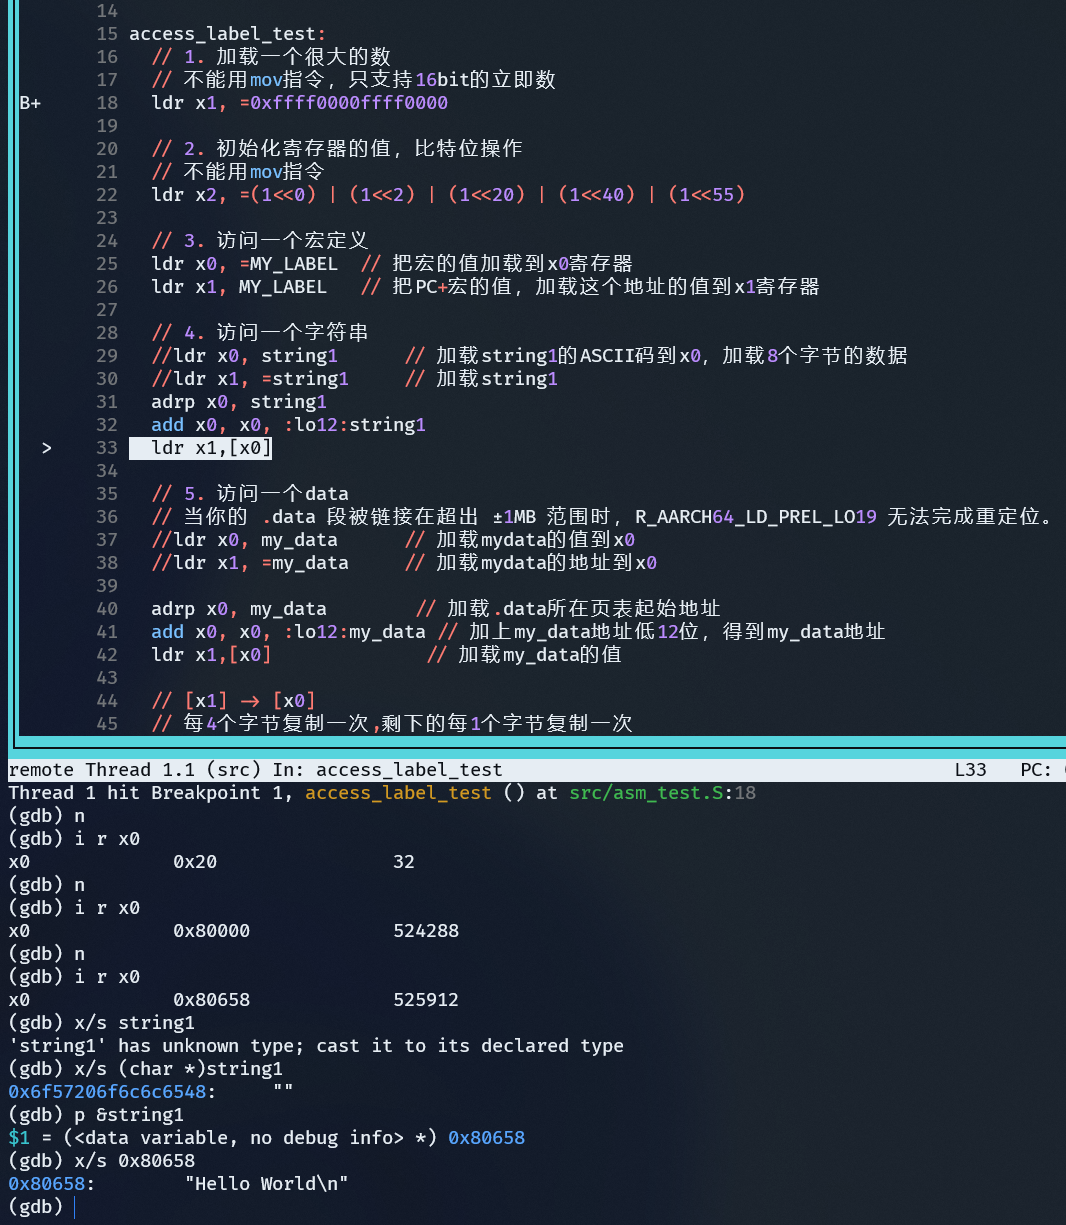 14
15 access_label_test:
16   // 1. 加载一个很大的数
17   // 不能用mov指令，只支持16bit的立即数
B+ 18   ldr x1, =0xffff0000ffff0000
19
20   // 2. 初始化寄存器的值，比特位操作
21   // 不能用mov指令
22   ldr x2, =(1<<0) | (1<<2) | (1<<20) | (1<<40) | (1<<55)
23
24   // 3. 访问一个宏定义
25   ldr x0, =MY_LABEL  // 把宏的值加载到x0寄存器
26   ldr x1, MY_LABEL   // 把PC+宏的值，加载这个地址的值到x1寄存器
27
28   // 4. 访问一个字符串
29   //ldr x0, string1      // 加载string1的ASCII码到x0，加载8个字节的数据
30   //ldr x1, =string1     // 加载string1
31   adrp x0, string1
32   add x0, x0, :lo12:string1
> 33   ldr x1,[x0]
34
35   // 5. 访问一个data
36   // 当你的 .data 段被链接在超出 ±1MB 范围时，R_AARCH64_LD_PREL_LO19 无法完成重定位。
37   //ldr x0, my_data      // 加载mydata的值到x0
38   //ldr x1, =my_data     // 加载mydata的地址到x0
39
40   adrp x0, my_data        // 加载.data所在页表起始地址
41   add x0, x0, :lo12:my_data // 加上my_data地址低12位，得到my_data地址
42   ldr x1,[x0]              // 加载my_data的值
43
44   // [x1] -> [x0]
45   // 每4个字节复制一次,剩下的每1个字节复制一次
remote Thread 1.1 (src) In: access_label_test   L33   PC:
Thread 1 hit Breakpoint 1, access_label_test () at src/asm_test.S:18
(gdb) n
(gdb) i r x0
x0             0x20                32
(gdb) n
(gdb) i r x0
x0             0x80000             524288
(gdb) n
(gdb) i r x0
x0             0x80658             525912
(gdb) x/s string1
'string1' has unknown type; cast it to its declared type
(gdb) x/s (char *)string1
0x6f57206f6c6c6548:     ""
(gdb) p &string1
$1 = (<data variable, no debug info> *) 0x80658
(gdb) x/s 0x80658
0x80658:        "Hello World\n"
(gdb)